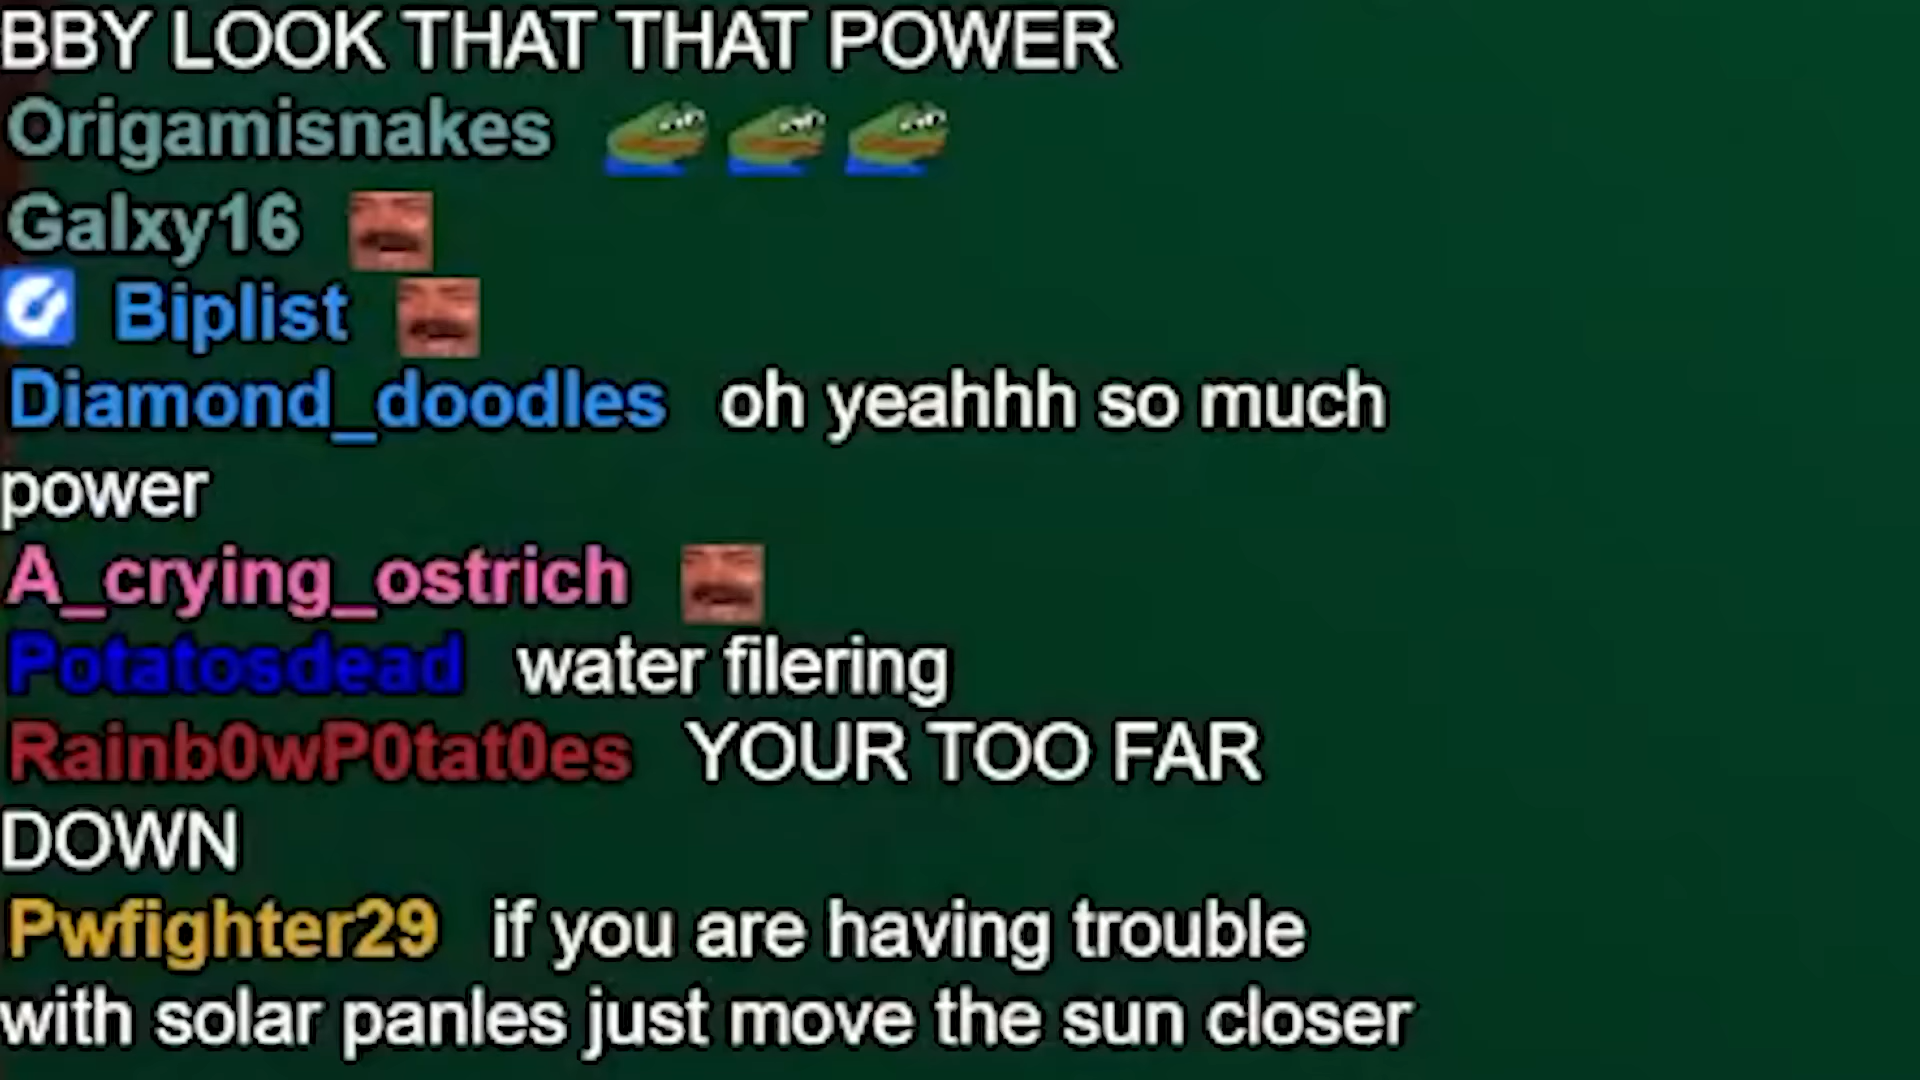 BBY LOOK THAT THAT POWER
Origamisnakes
Galxy16
Biplist
Diamond_doodles oh yeahhh so much
power
A_crying_ostrich
Potatosdead water filering
Rainb0wP0tat0es YOUR TOO FAR
DOWN
Pwfighter29 if you are having trouble
with solar panles just move the sun closer